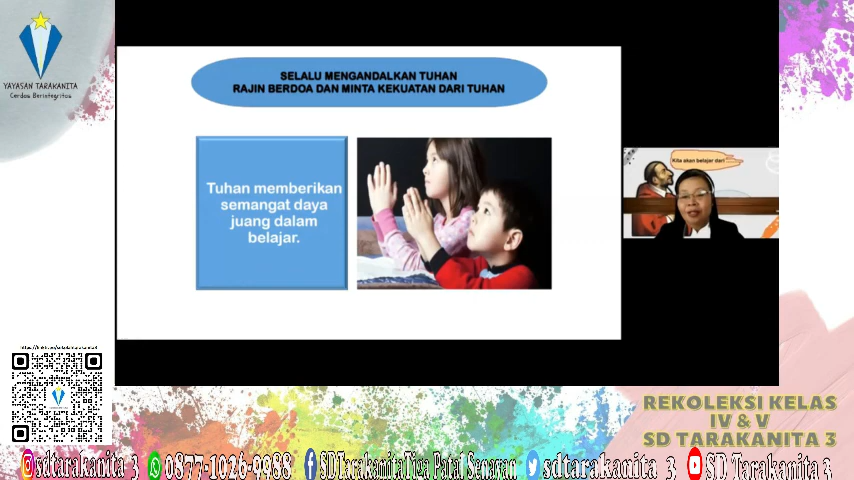 YAYASAN TARAKANITA
Cerdas Berintegritas
SELALU MENGANDALKAN TUHAN
RAJIN BERDOA DAN MINTA KEKUATAN DARI TUHAN
Tuhan memberikan
semangat daya
juang dalam
belajar.
Kita akan belajar dari
REKOLEKSI KELAS
IV & V
SD TARAKANITA 3
sdtarakanita 3
0877-1026-9988
SDTarakanitaTiga Patal Senayan
sdtarakanita 3
SD Tarakanita 3